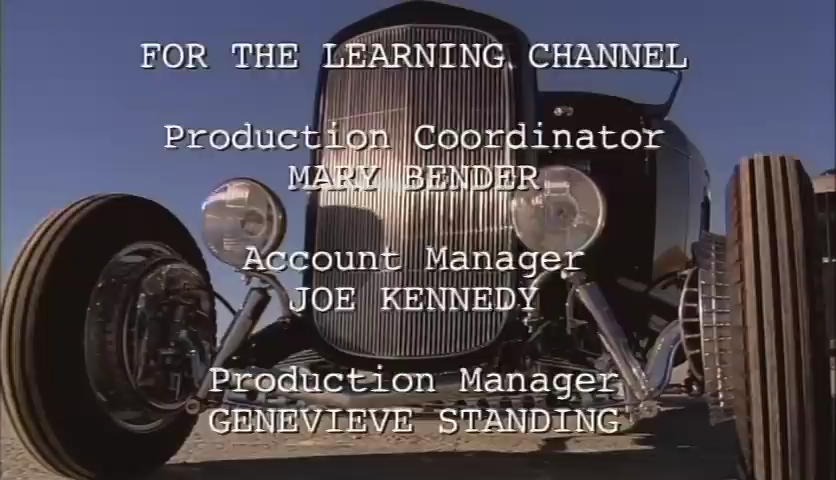 FOR THE LEARNING CHANNEL
Production Coordinator
MARY BENDER
Account Manager
JOE KENNEDY
Production Manager
GENEVIEVE STANDING